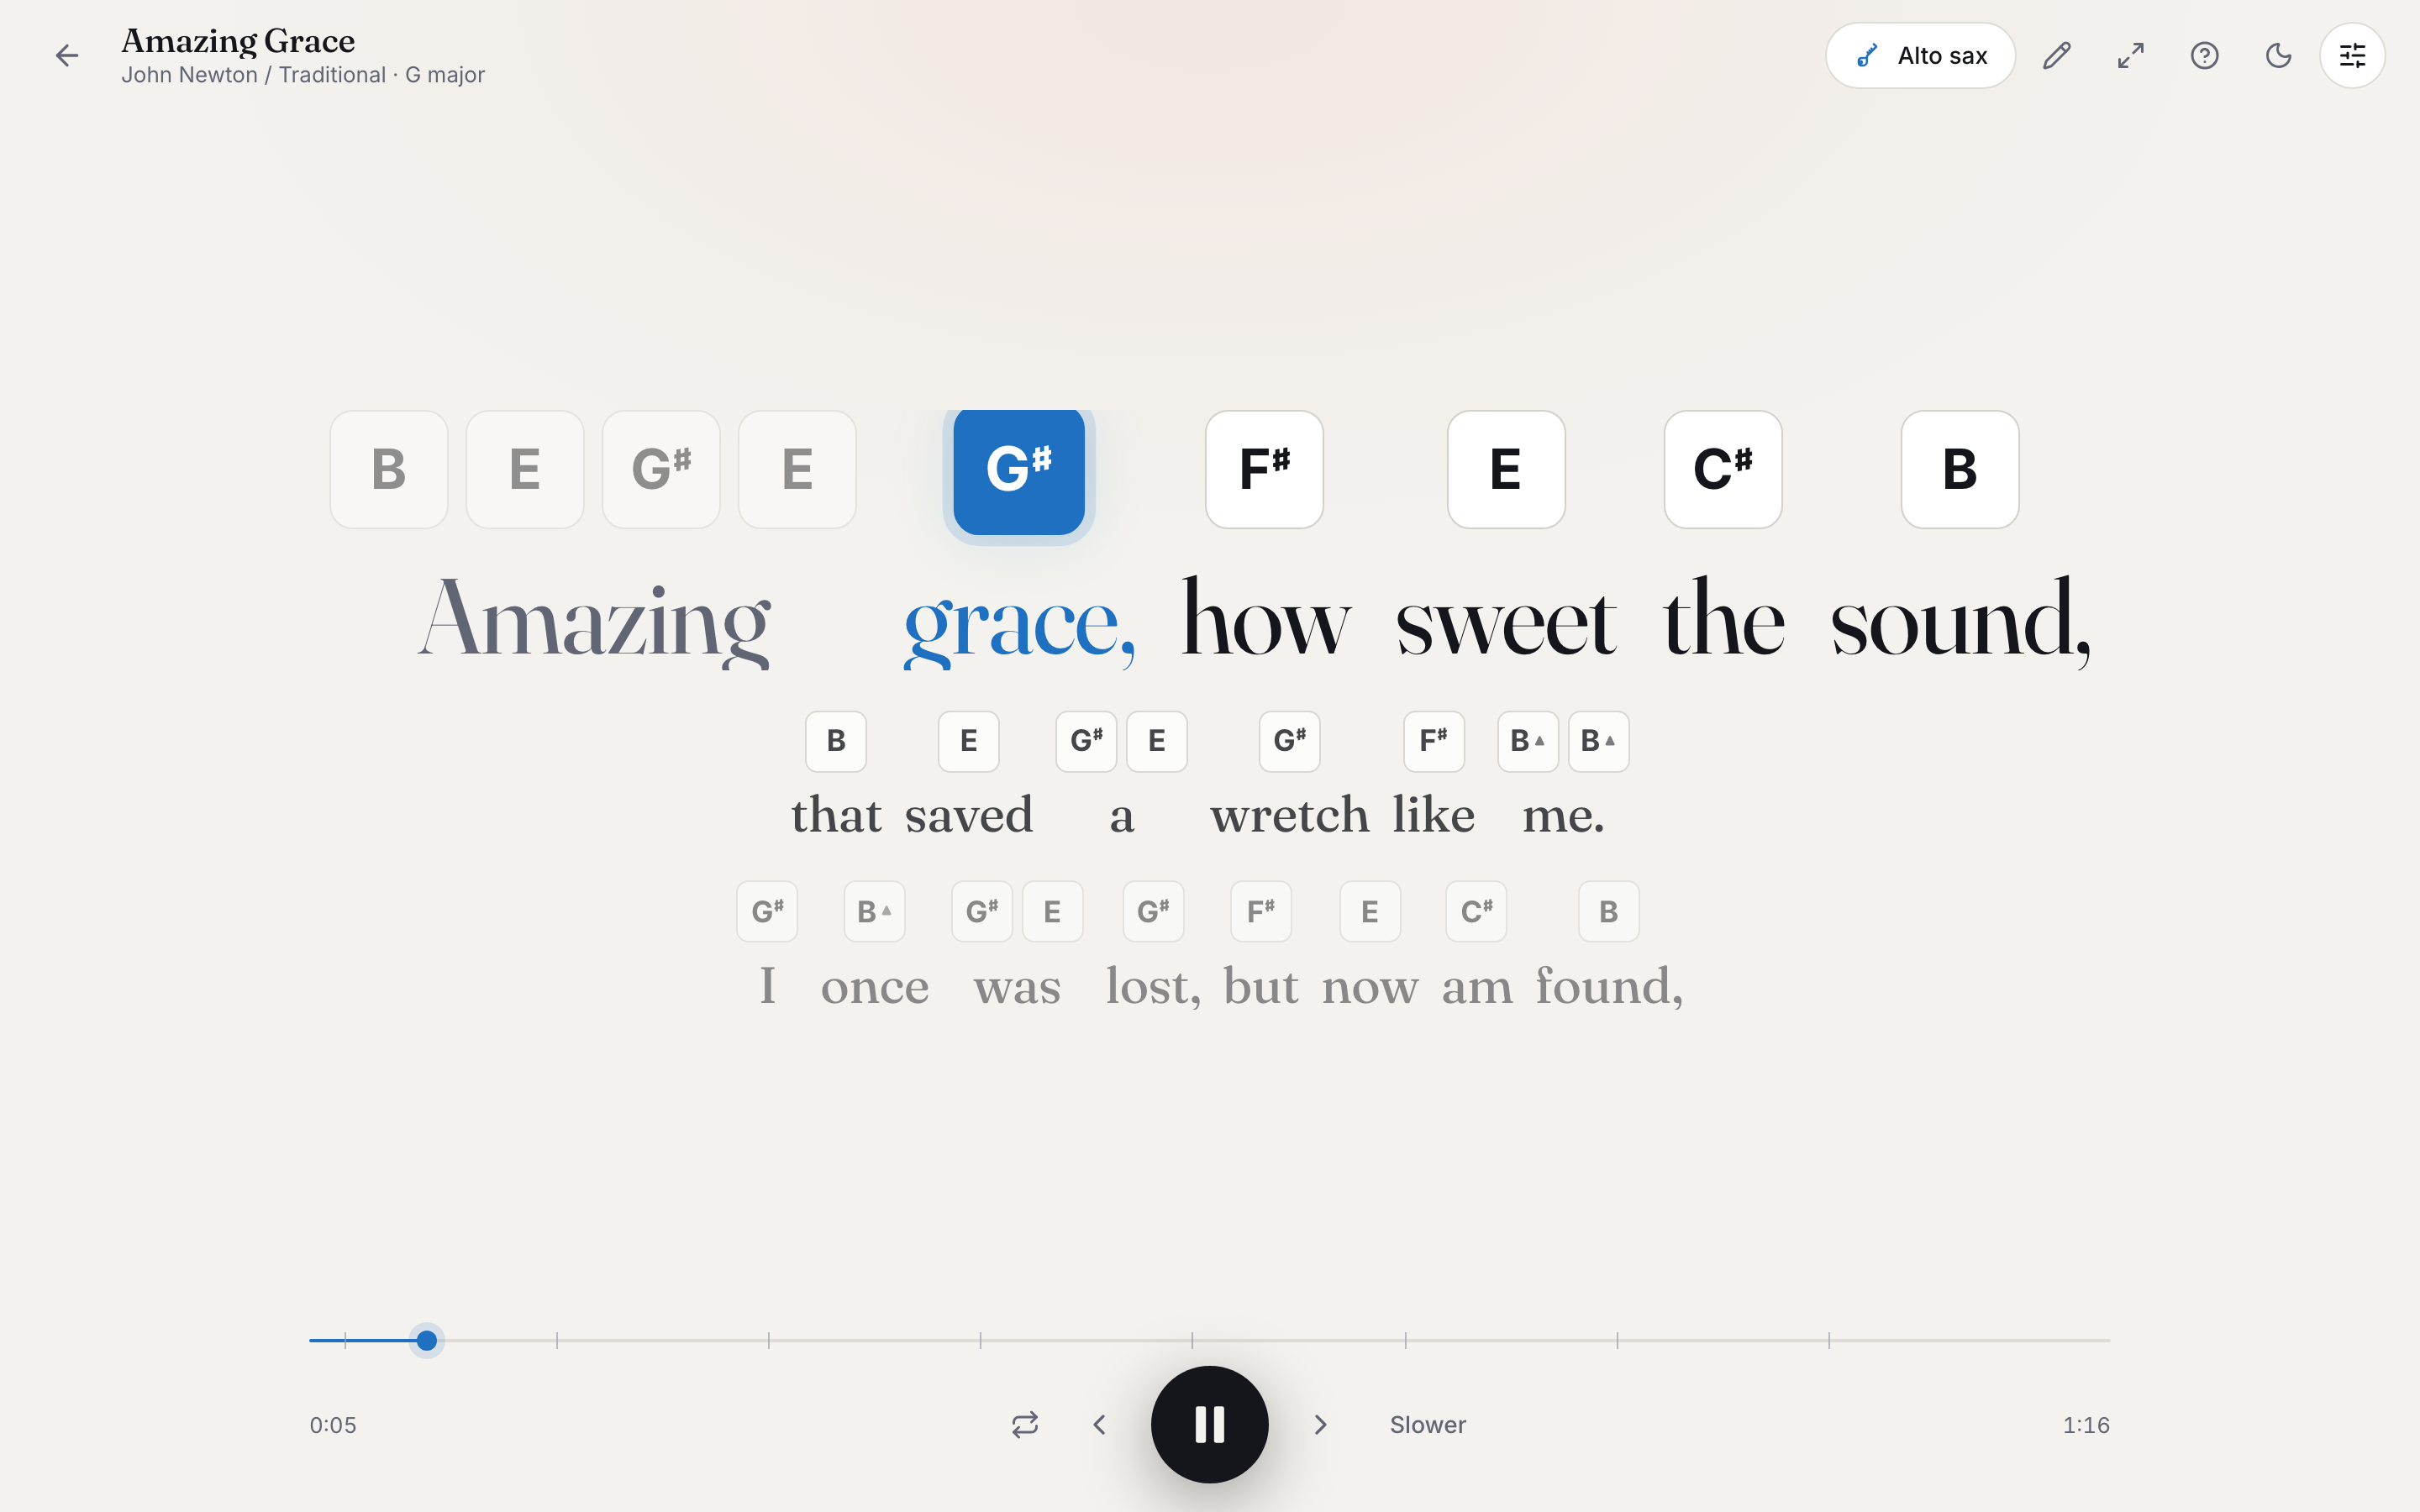 Amazing Grace
John Newton / Traditional · G major
Alto sax
B E G♯ E G♯ F♯ E C♯ B
Amazing grace, how sweet the sound,
B E G♯ E G♯ F♯ B▲ B▲
that saved a wretch like me.
G♯ B▲ G♯ E G♯ F♯ E C♯ B
I once was lost, but now am found,
0:05 Slower 1:16